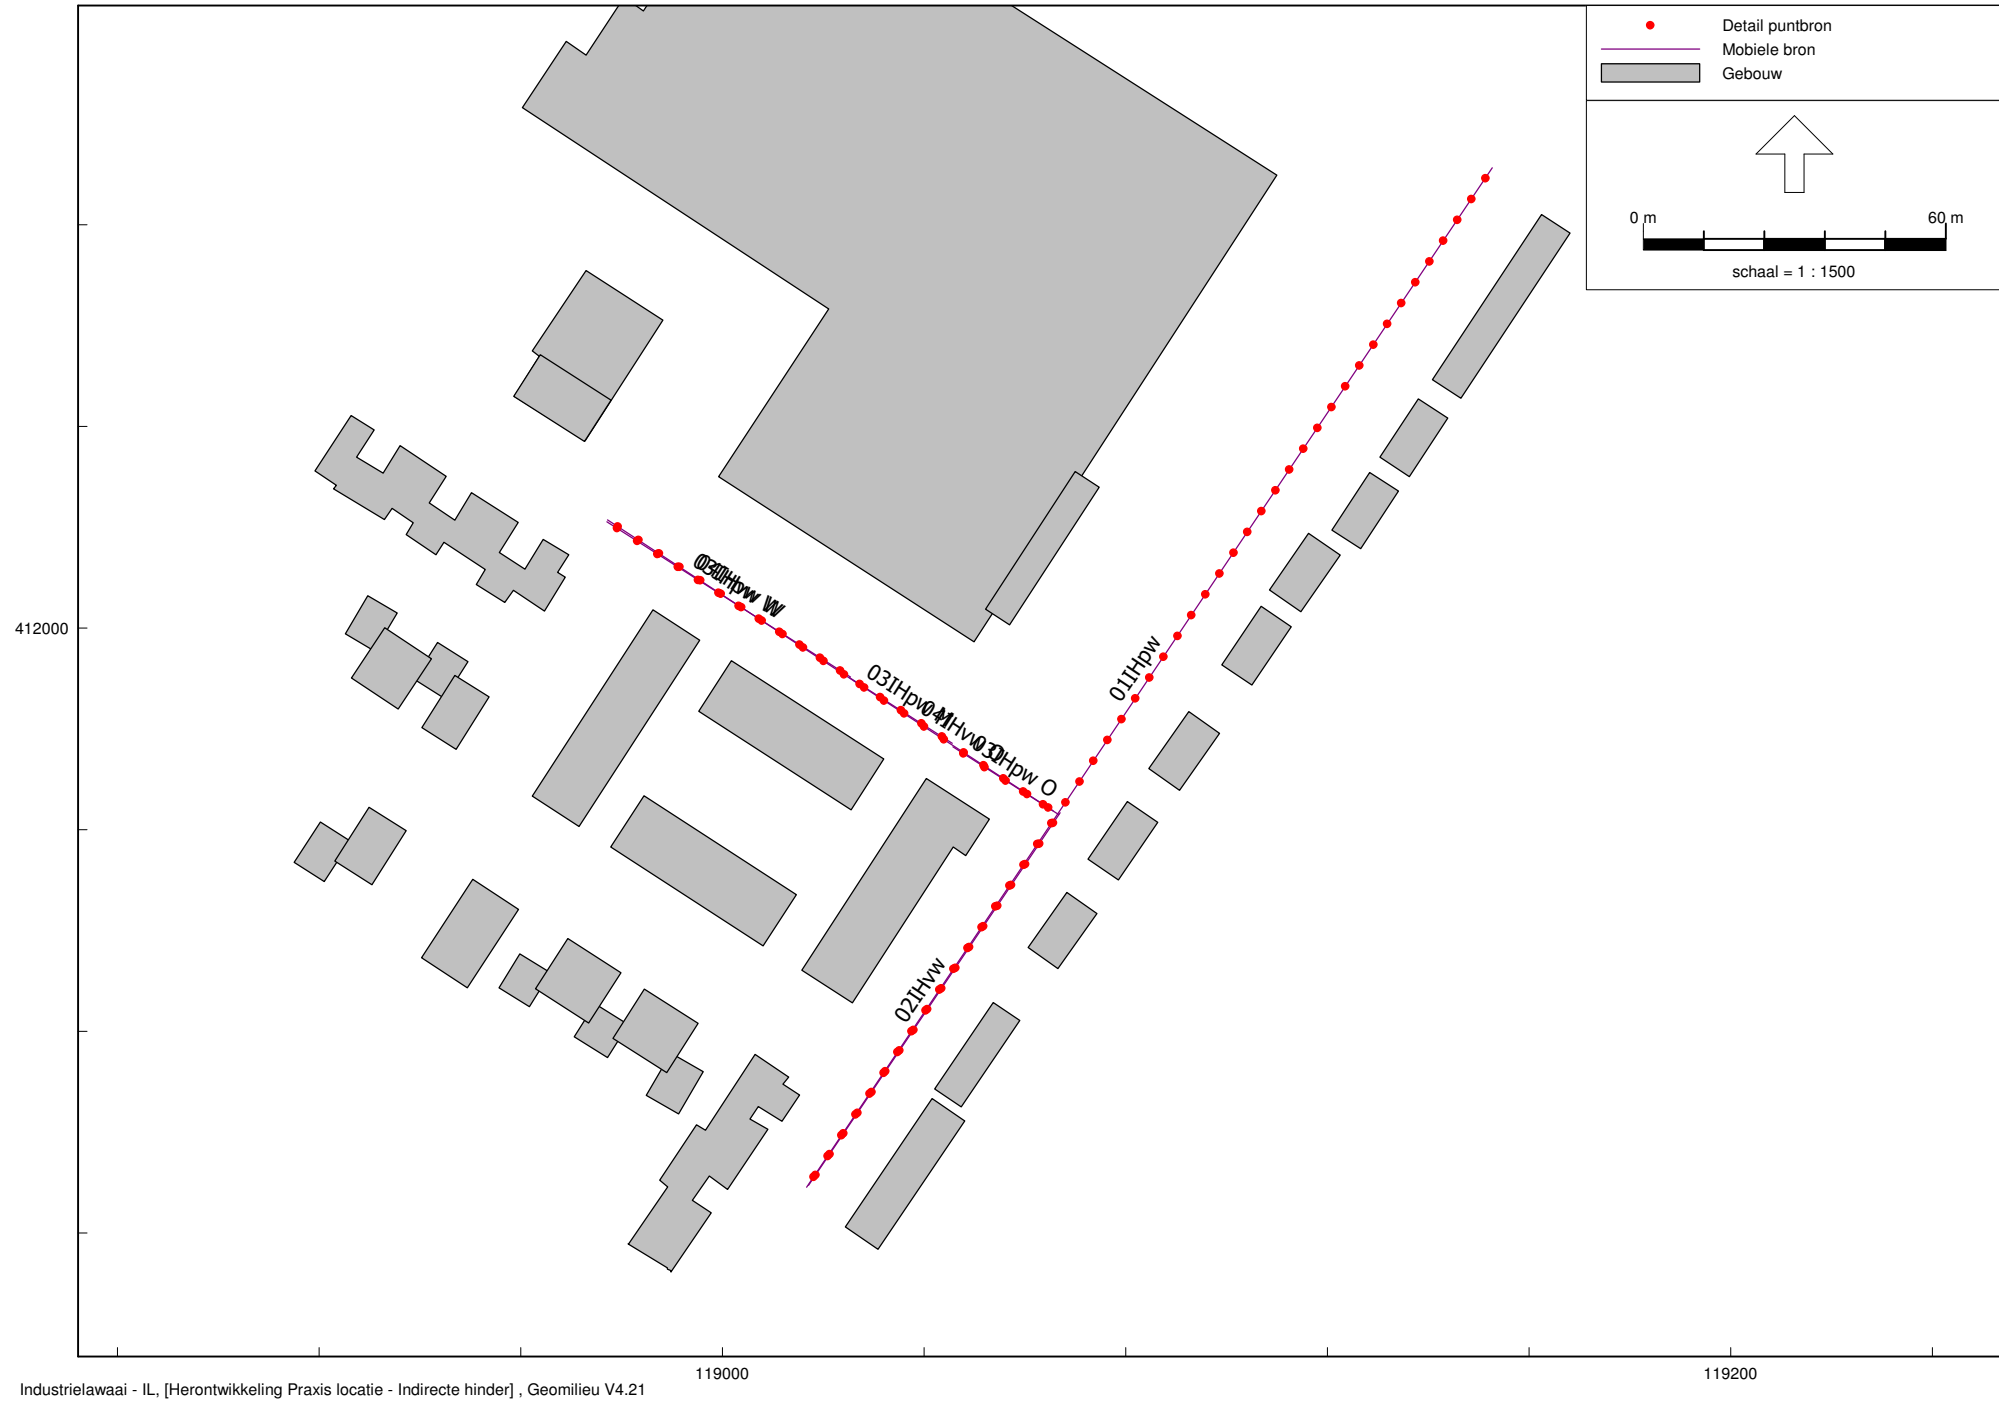 Detail puntbron
Mobiele bron
Gebouw
0 m 60 m
schaal = 1 : 1500
412000
03IHpw M
03IHpw O
01IHpw
02IHvw
119000 119200
Industrielawaai - IL, [Herontwikkeling Praxis locatie - Indirecte hinder] , Geomilieu V4.21